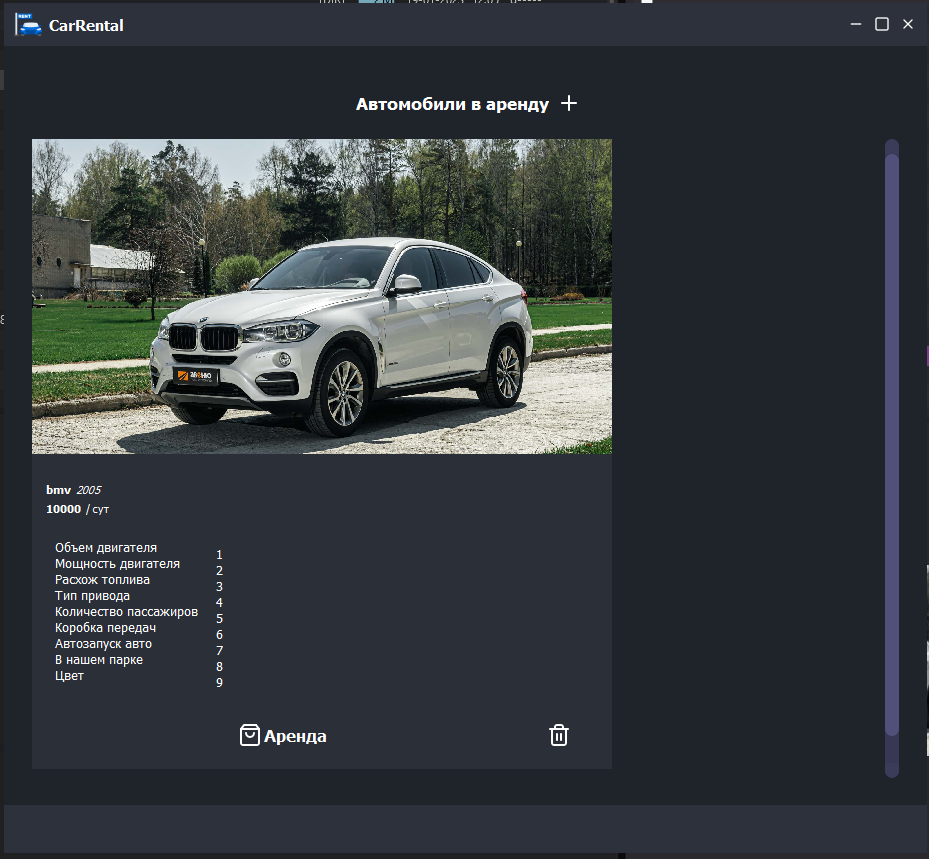 RENT
CarRental
Автомобили в аренду
bmv 2005
10000 / сут
Объем двигателя 1
Мощность двигателя 2
Расхож топлива 3
Тип привода 4
Количество пассажиров 5
Коробка передач 6
Автозапуск авто 7
В нашем парке 8
Цвет 9
Аренда